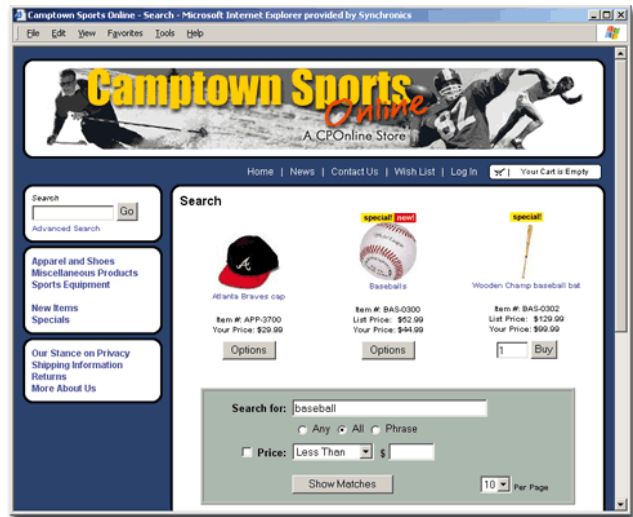 Camptown Sports Online - Search - Microsoft Internet Explorer provided by Synchronics
File Edit View Favorites Tools Help
Camptown Sports
Online
A CPOnline Store
82
Home | News | Contact Us | Wish List | Log In | Your Cart is Empty
Search
Go
Advanced Search
Apparel and Shoes
Miscellaneous Products
Sports Equipment
New Items
Specials
Our Stance on Privacy
Shipping Information
Returns
More About Us
Search
Atlanta Braves cap
Item #: APP-3700
Your Price: $29.99
Options
special! new!
Baseballs
Item #: BAS-0300
List Price: $52.99
Your Price: $44.99
Options
special!
Wooden Champ baseball bat
Item #: BAS-0302
List Price: $129.99
Your Price: $99.99
1 Buy
Search for: baseball
Any All Phrase
Price: Less Than $
Show Matches
10 Per Page